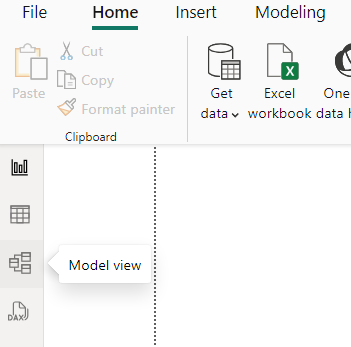 File Home Insert Modeling
Cut
Copy
Paste
Format painter
Clipboard
Get data
Excel workbook
One
data
Model view
DAX